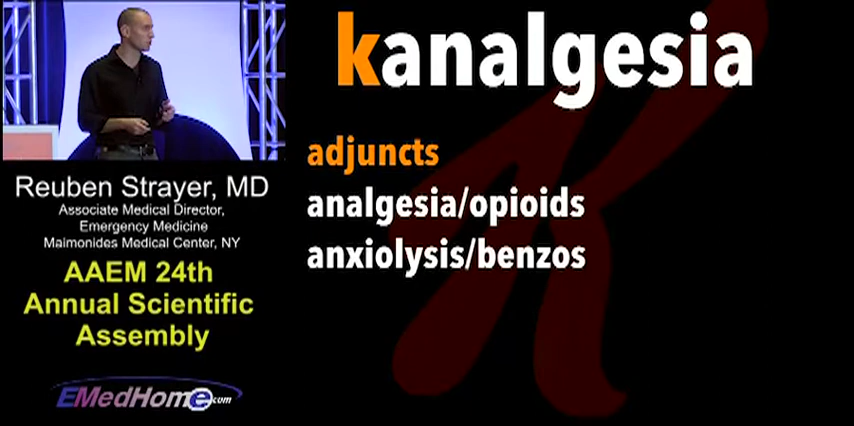 Reuben Strayer, MD
Associate Medical Director,
Emergency Medicine
Maimonides Medical Center, NY
AAEM 24th
Annual Scientific
Assembly
EMedHome.com
kanalgesia
adjuncts
analgesia/opioids
anxiolysis/benzos